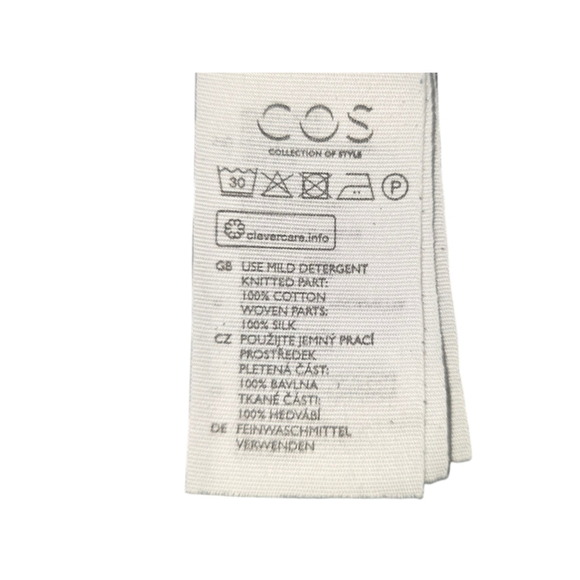 COS
COLLECTION OF STYLE
30 P
clevercare.info
GB USE MILD DETERGENT
KNITTED PART:
100% COTTON
WOVEN PARTS:
100% SILK
CZ POUŽIJTE JEMNÝ PRACÍ
PROSTŘEDEK
PLETENÁ ČÁST:
100% BAVLNA
TKANÉ ČÁSTI:
100% HEDVÁBÍ
DE FEINWASCHMITTEL
VERWENDEN